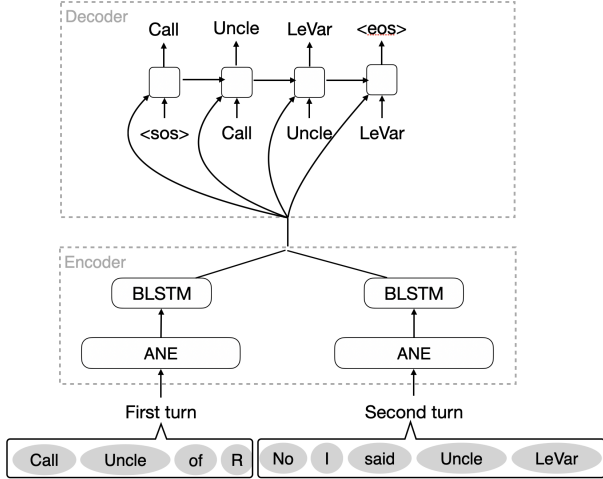 Decoder
Call Uncle LeVar <eos>
<sos> Call Uncle LeVar
Encoder
BLSTM BLSTM
ANE ANE
First turn Second turn
Call Uncle of R No I said Uncle LeVar